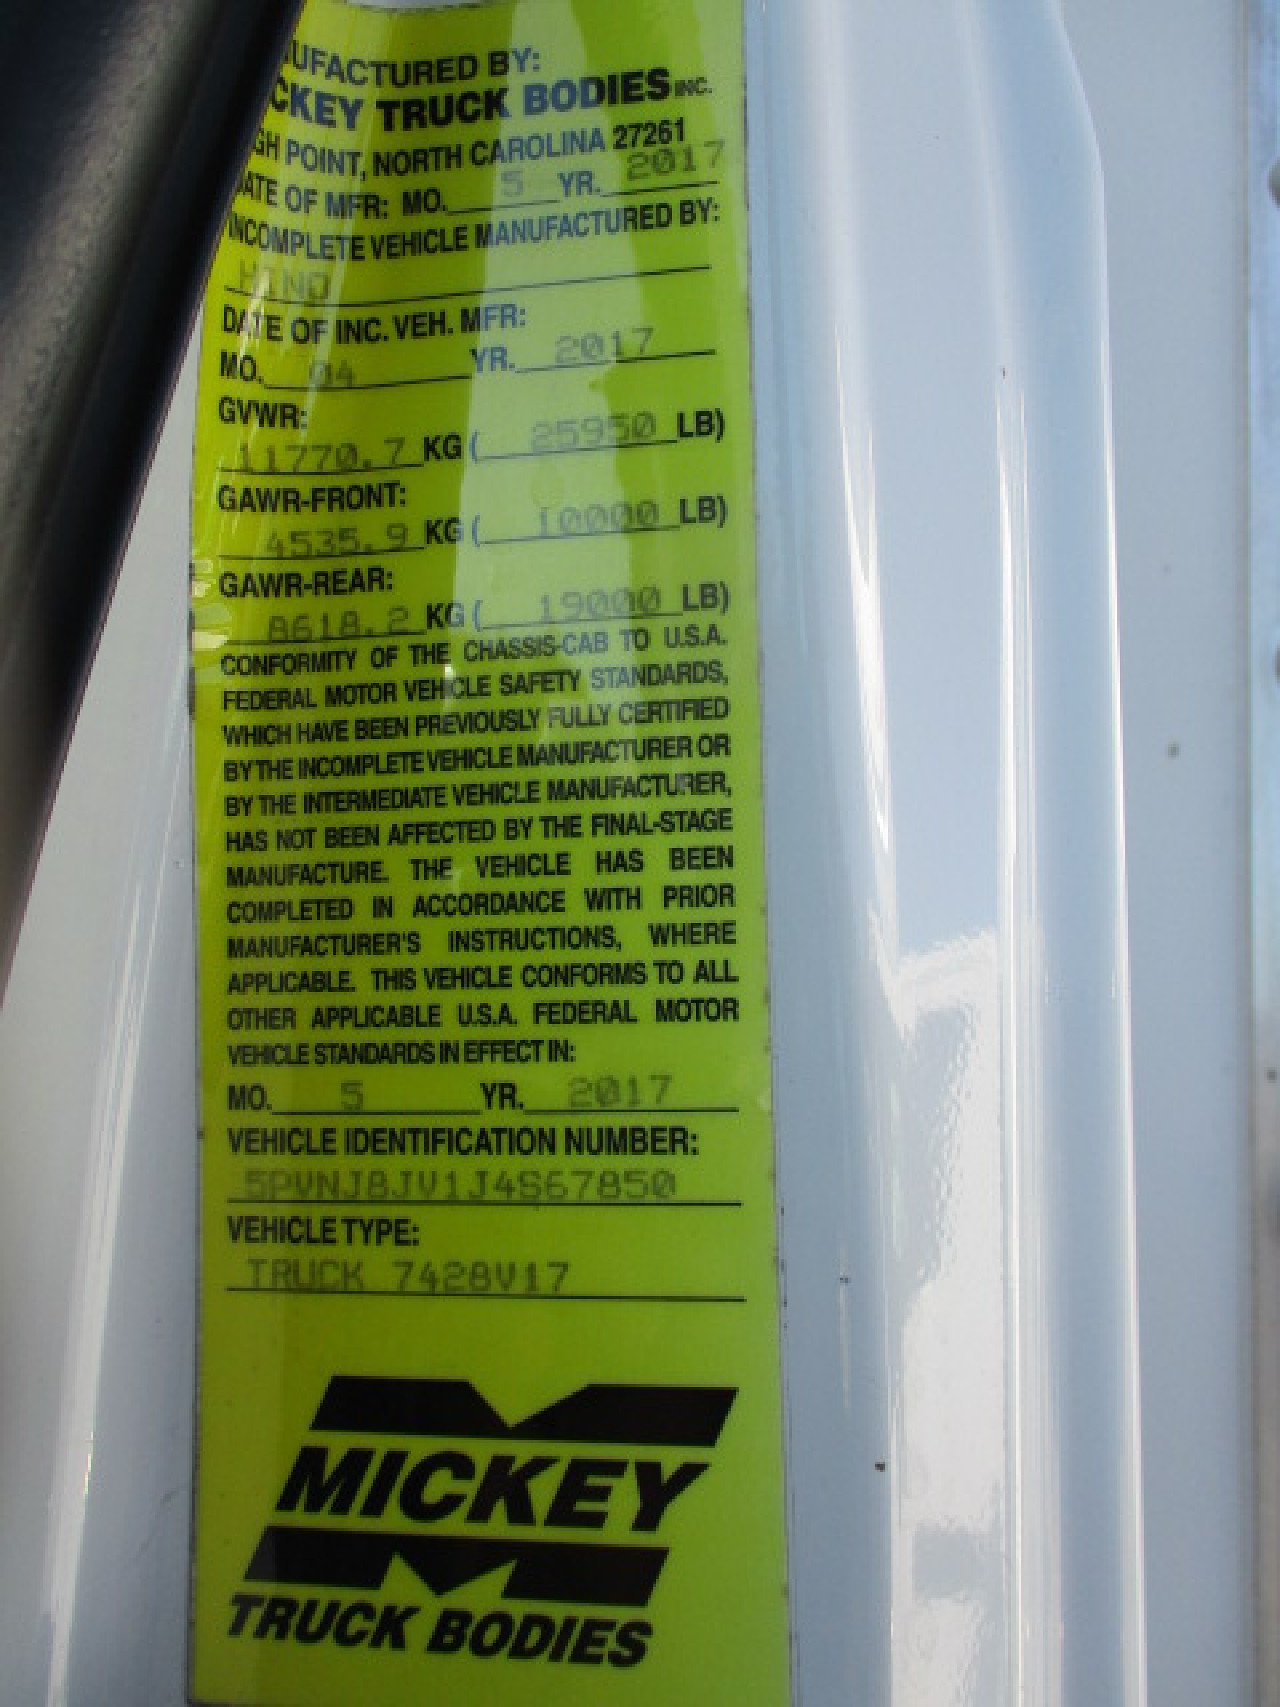 UFACTURED BY:
CKEY TRUCK BODIES INC.
GH POINT, NORTH CAROLINA 27261
ATE OF MFR: MO. 5 YR. 2017
INCOMPLETE VEHICLE MANUFACTURED BY:
HINO
DATE OF INC. VEH. MFR:
MO. 04 YR. 2017
GVWR:
11770.7 KG ( 25950 LB)
GAWR-FRONT:
4535.9 KG ( 10000 LB)
GAWR-REAR:
8618.2 KG ( 19000 LB)
CONFORMITY OF THE CHASSIS-CAB TO U.S.A.
FEDERAL MOTOR VEHICLE SAFETY STANDARDS,
WHICH HAVE BEEN PREVIOUSLY FULLY CERTIFIED
BY THE INCOMPLETE VEHICLE MANUFACTURER OR
BY THE INTERMEDIATE VEHICLE MANUFACTURER,
HAS NOT BEEN AFFECTED BY THE FINAL-STAGE
MANUFACTURE. THE VEHICLE HAS BEEN
COMPLETED IN ACCORDANCE WITH PRIOR
MANUFACTURER'S INSTRUCTIONS, WHERE
APPLICABLE. THIS VEHICLE CONFORMS TO ALL
OTHER APPLICABLE U.S.A. FEDERAL MOTOR
VEHICLE STANDARDS IN EFFECT IN:
MO. 5 YR. 2017
VEHICLE IDENTIFICATION NUMBER:
5PVNJ8JV1J4S67850
VEHICLE TYPE:
TRUCK 7428V17
MICKEY
TRUCK BODIES